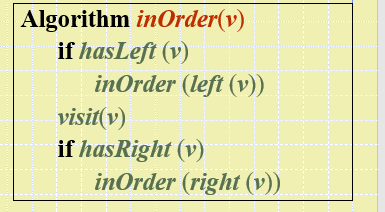 Algorithm inOrder(v)
if hasLeft (v)
inOrder (left (v))
visit(v)
if hasRight (v)
inOrder (right (v))